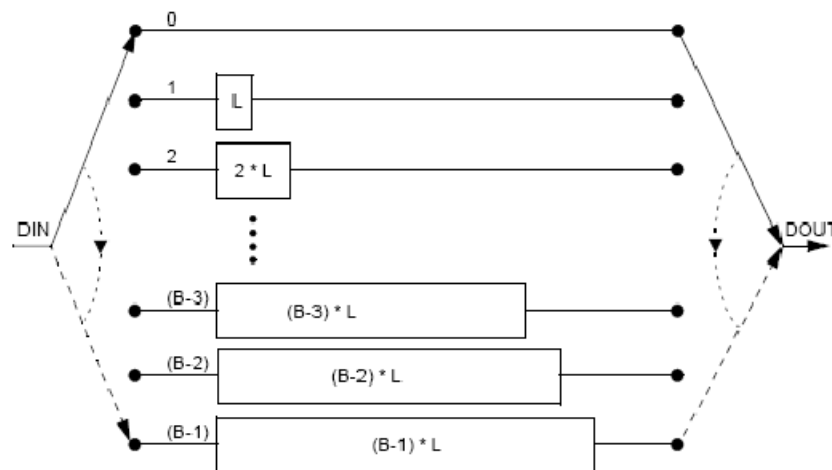 0
1
L
2
2 * L
DIN
DOUT
(B-3)
(B-3) * L
(B-2)
(B-2) * L
(B-1)
(B-1) * L